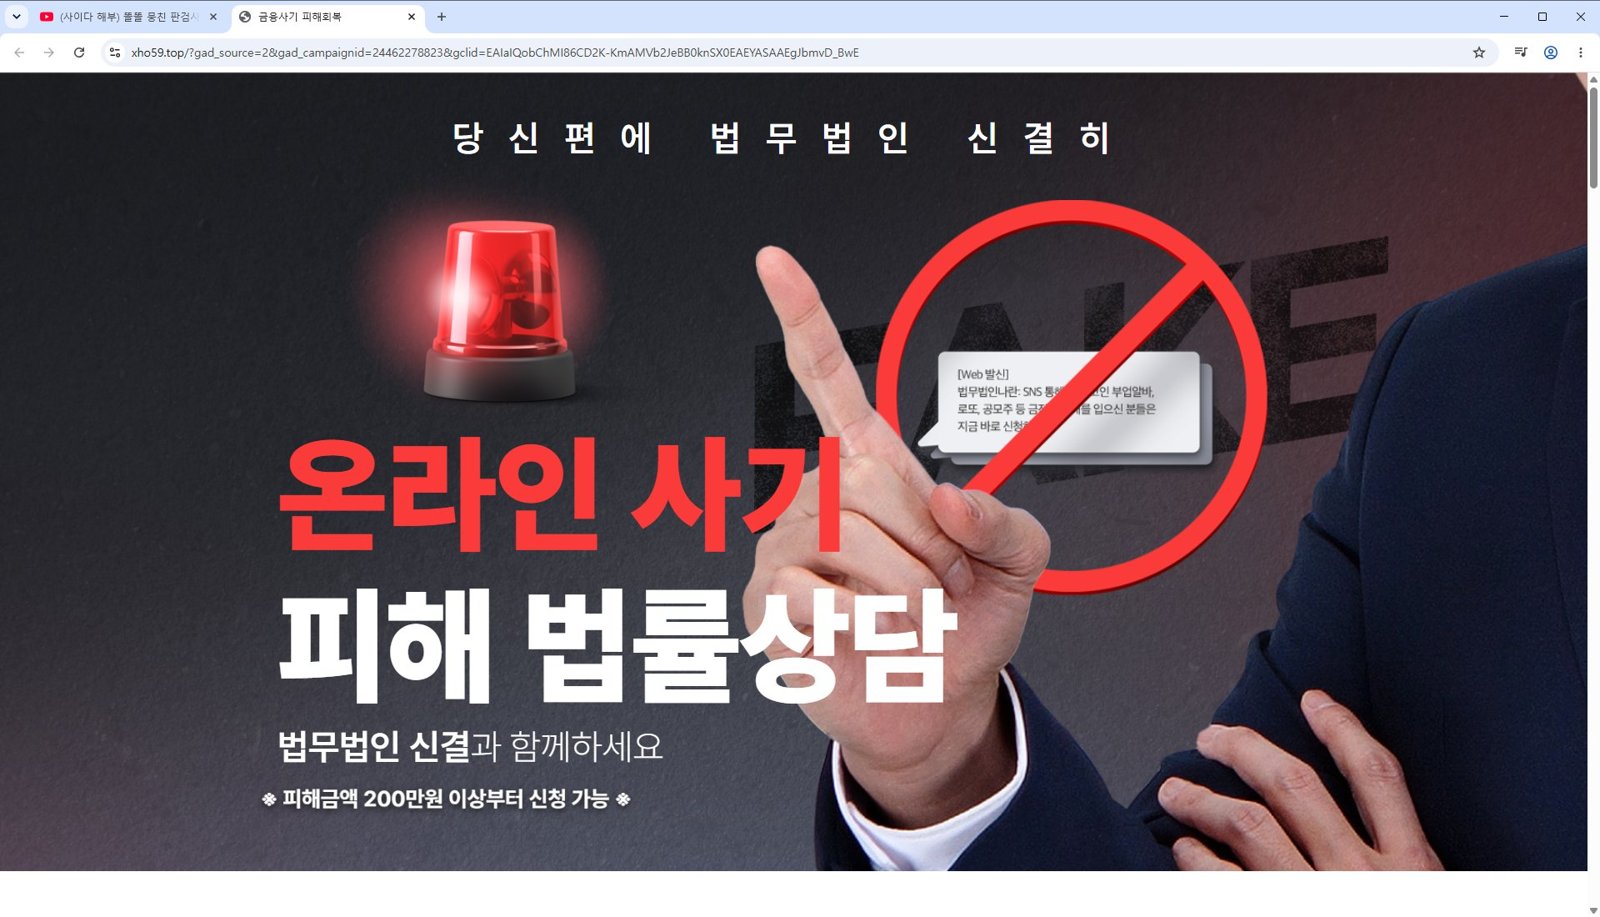 (사이다 해부) 똘똘 뭉친 판검사
금융사기 피해회복
xho59.top/?gad_source=2&gad_campaignid=24462278823&gclid=EAIaIQobChMI86CD2K-KmAMVb2JeBB0knSX0EAEYASAAEgJbmvD_BwE
당신편에 법무법인 신결히
FAKE
[Web 발신]
법무법인나란: SNS 통해 인 부업알바,
로또, 공모주 등 금 를 입으신 분들은
지금 바로 신청
온라인 사기
피해 법률상담
법무법인 신결과 함께하세요
※ 피해금액 200만원 이상부터 신청 가능 ※